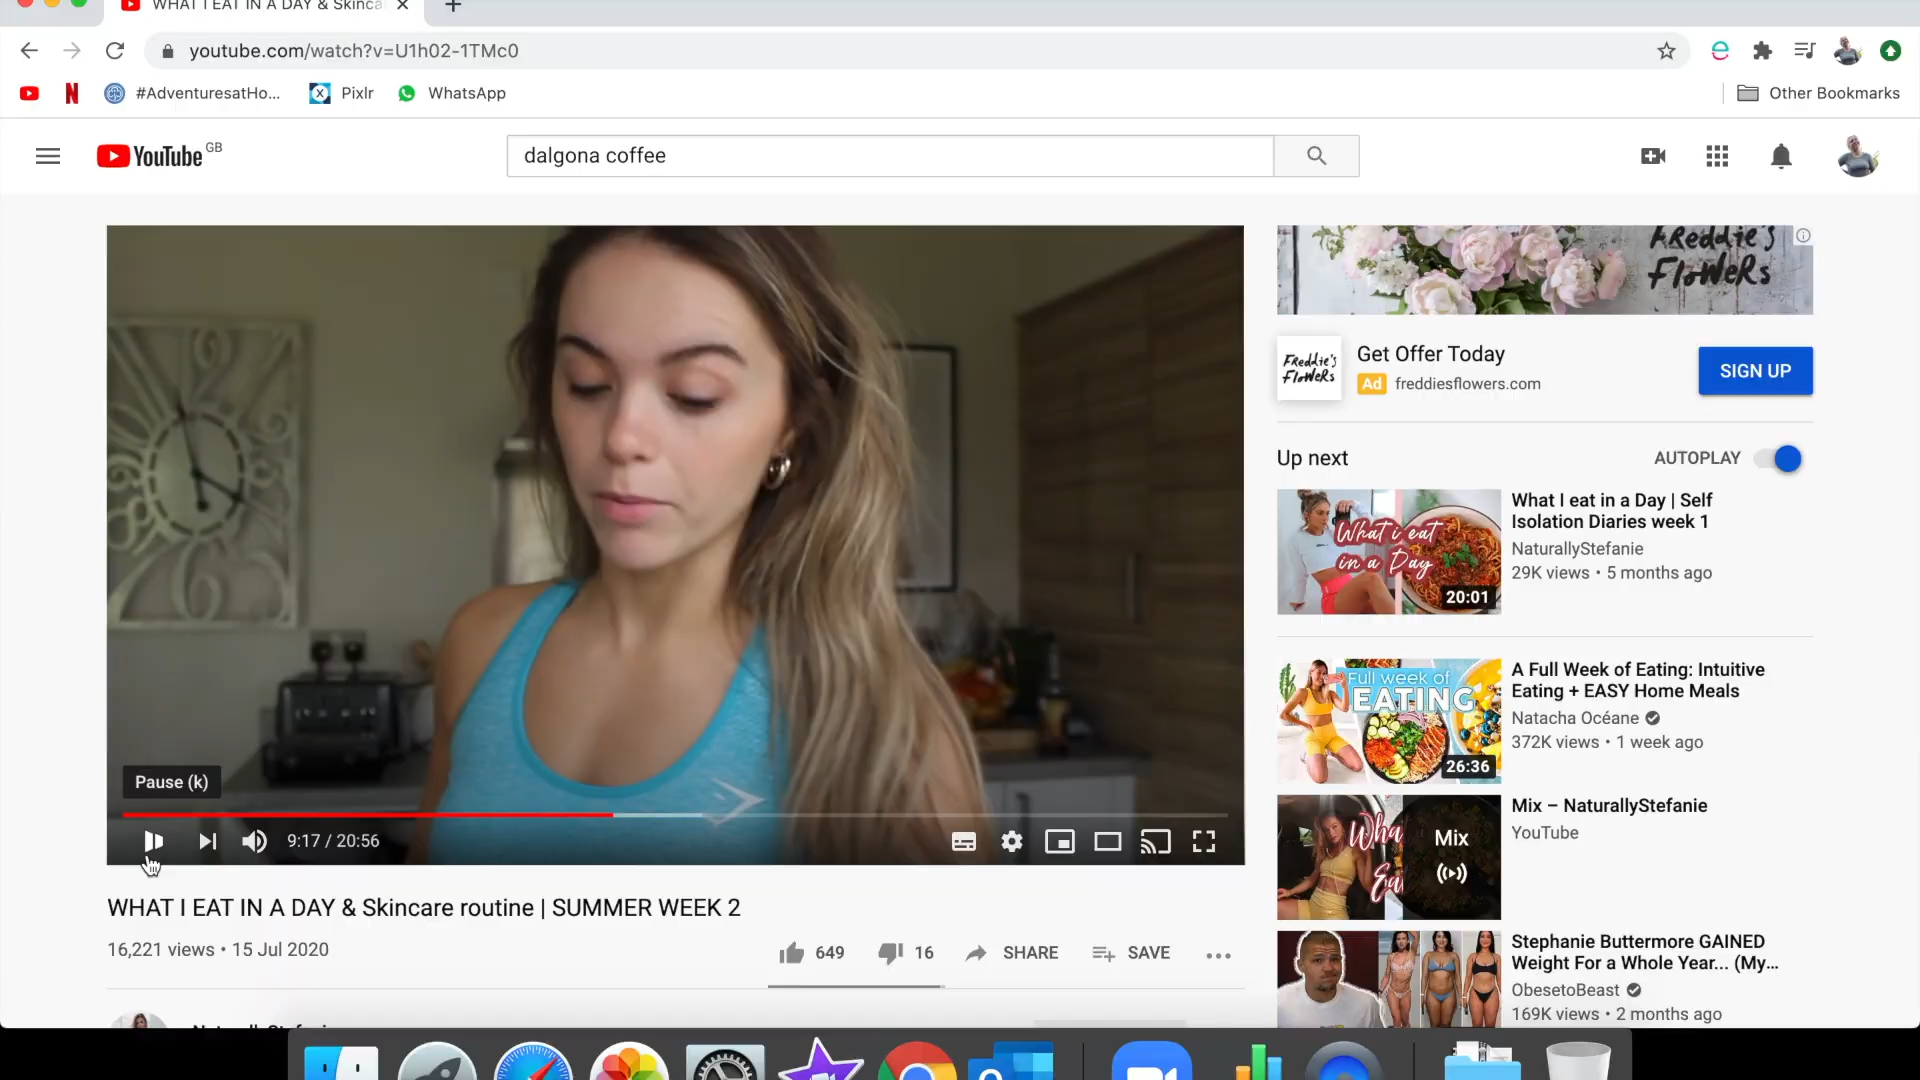 WHAT I EAT IN A DAY & Skinca
youtube.com/watch?v=U1h02-1TMc0
#AdventuresatHo...
Pixlr
WhatsApp
Other Bookmarks
YouTube GB
dalgona coffee
FReddie's
FloWeRs
Freddie's
FloWeRs
Get Offer Today
Ad freddiesflowers.com
SIGN UP
Up next
AUTOPLAY
What i eat
in a Day
20:01
What I eat in a Day | Self
Isolation Diaries week 1
NaturallyStefanie
29K views • 5 months ago
Full week of
EATING
26:36
A Full Week of Eating: Intuitive
Eating + EASY Home Meals
Natacha Océane
372K views • 1 week ago
Mix
Mix – NaturallyStefanie
YouTube
Stephanie Buttermore GAINED
Weight For a Whole Year... (My...
ObesetoBeast
169K views • 2 months ago
Pause (k)
9:17 / 20:56
WHAT I EAT IN A DAY & Skincare routine | SUMMER WEEK 2
16,221 views • 15 Jul 2020
649
16
SHARE
SAVE